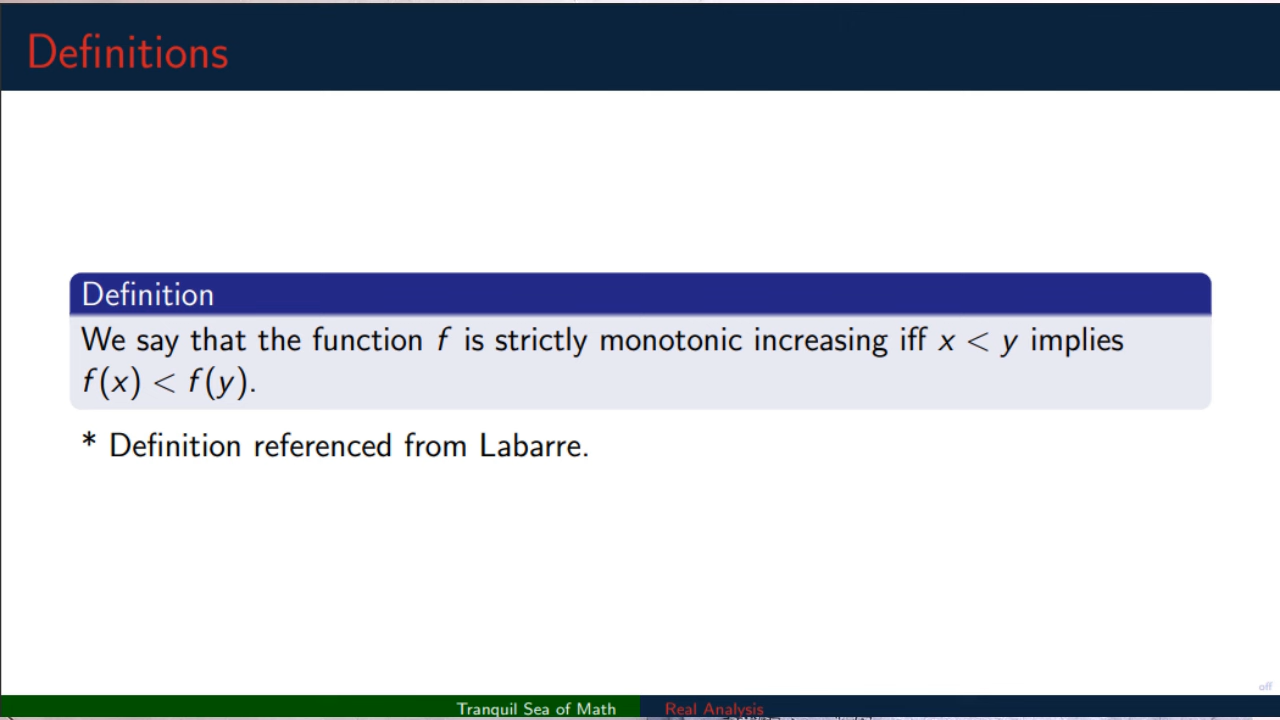 Definitions
Definition
We say that the function f is strictly monotonic increasing iff x < y implies
f(x) < f(y).
* Definition referenced from Labarre.
off
Tranquil Sea of Math Real Analysis